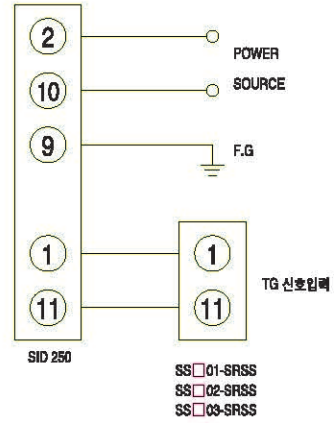 2
POWER
10
SOURCE
9
F.G
1 1
TG 신호입력
11 11
SID 250
SS□01-SRSS
SS□02-SRSS
SS□03-SRSS